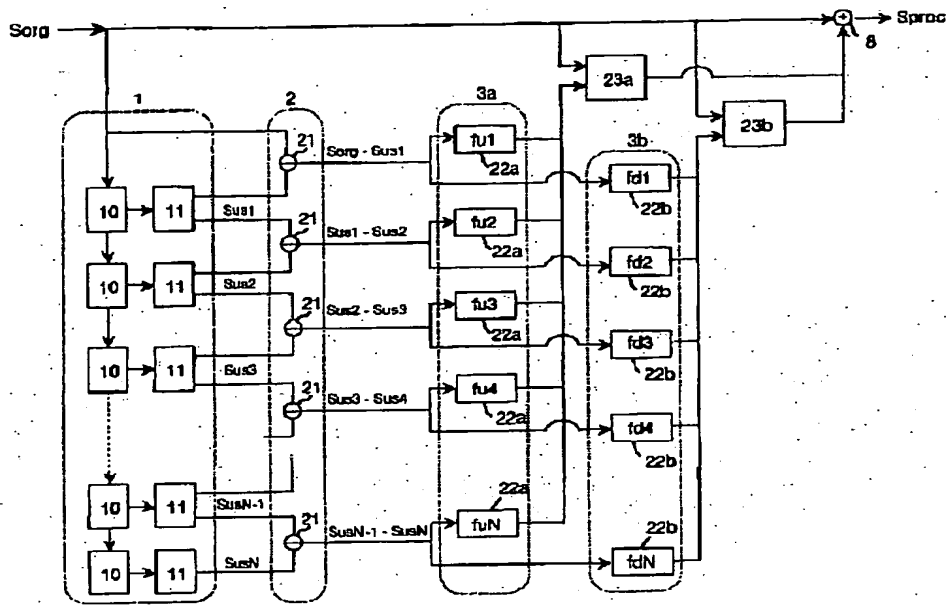 Sorg
Sproc
8
23a
23b
1
2
3a
3b
21
Sorg - Sus1
fu1
22a
fd1
22b
10
11
Sus1
21
Sus1 - Sus2
fu2
22a
fd2
22b
10
11
Sus2
21
Sus2 - Sus3
fu3
22a
fd3
22b
10
11
Sus3
21
Sus3 - Sus4
fu4
22a
fd4
22b
10
11
SusN-1
21
SusN-1 - SusN
22a
fuN
22b
fdN
10
11
SusN